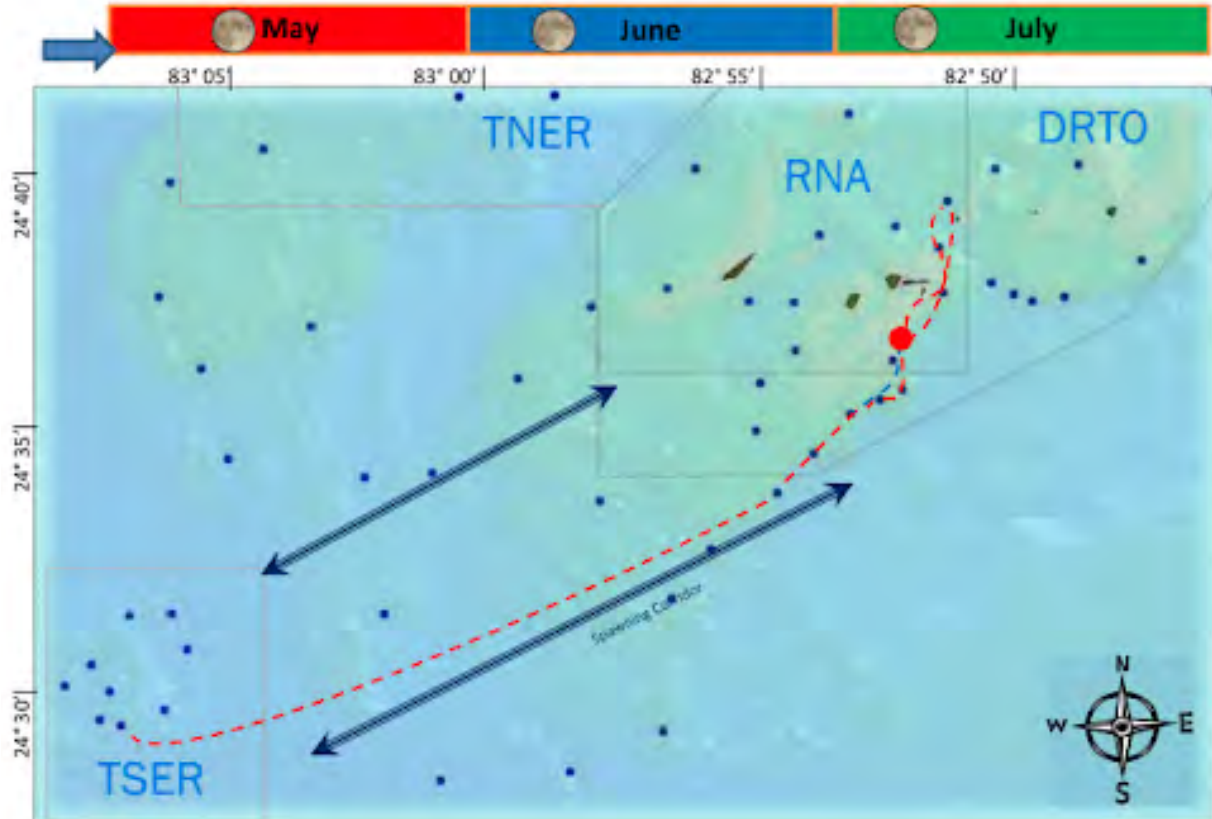 May June July
83° 05' 83° 00' 82° 55' 82° 50'
TNER DRTO
RNA
24° 40'
24° 35'
Spawning Corridor
24° 30'
TSER
N
W E
S